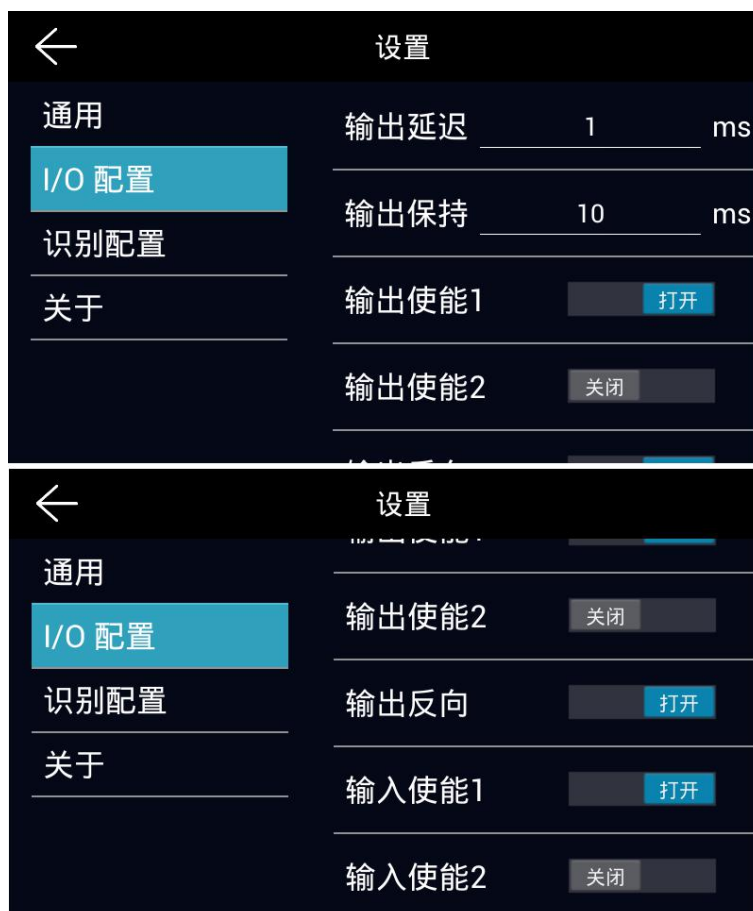 设置
通用
I/O 配置
识别配置
关于
输出延迟 1 ms
输出保持 10 ms
输出使能1 打开
输出使能2 关闭
设置
通用
I/O 配置
识别配置
关于
输出使能2 关闭
输出反向 打开
输入使能1 打开
输入使能2 关闭